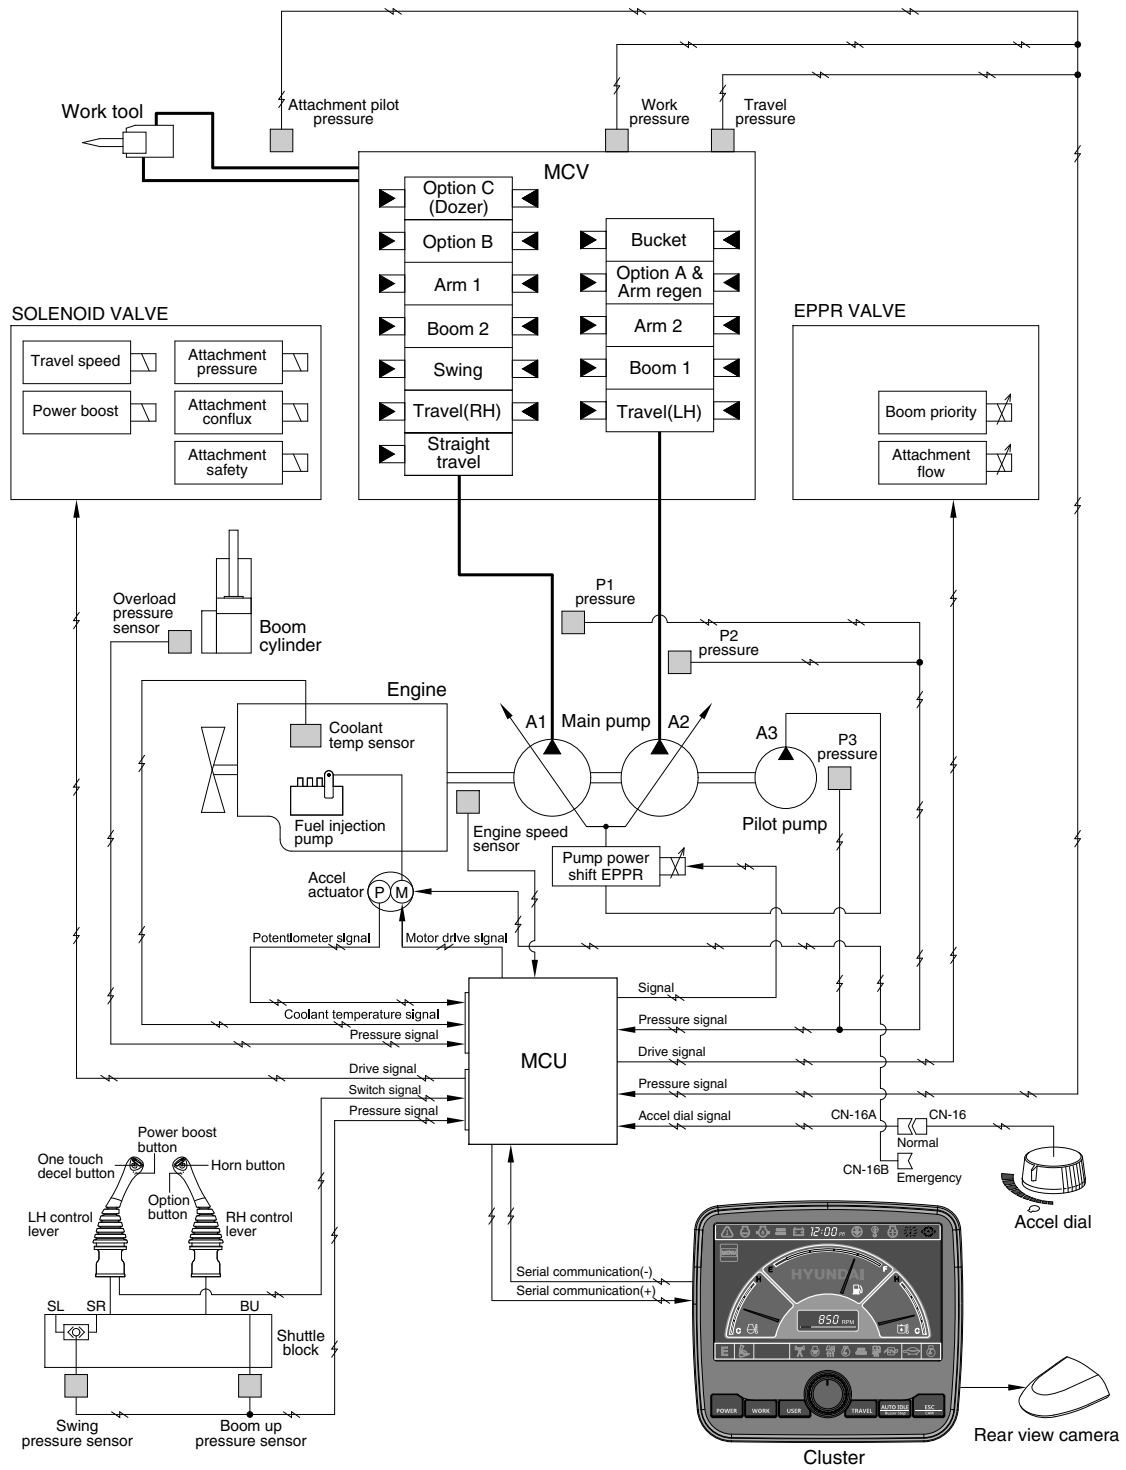 Work tool
Attachment pilot
pressure
Work
pressure
Travel
pressure
MCV
Option C
(Dozer)
Option B
Arm 1
Boom 2
Swing
Travel(RH)
Straight
travel
Bucket
Option A &
Arm regen
Arm 2
Boom 1
Travel(LH)
SOLENOID VALVE
Travel speed
Power boost
Attachment
pressure
Attachment
conflux
Attachment
safety
EPPR VALVE
Boom priority
Attachment
flow
Overload
pressure
sensor
Boom
cylinder
P1
pressure
P2
pressure
Engine
Coolant
temp sensor
Fuel injection
pump
A1
Main pump
A2
A3
P3
pressure
Pilot pump
Engine speed
sensor
Pump power
shift EPPR
Accel
actuator
P
M
Potentiometer signal
Motor drive signal
Coolant temperature signal
Pressure signal
Drive signal
Switch signal
Pressure signal
MCU
Signal
Pressure signal
Drive signal
Pressure signal
Accel dial signal
CN-16A
CN-16
Normal
CN-16B
Emergency
Accel dial
Power boost
button
One touch
decel button
Horn button
Option
button
LH control
lever
RH control
lever
SL
SR
BU
Shuttle
block
Swing
pressure sensor
Boom up
pressure sensor
Serial communication(-)
Serial communication(+)
12:00
MENU
HYUNDAI
E
F
H
H
C
C
850 RPM
E
POWER
WORK
USER
TRAVEL
AUTO IDLE
Buzzer Stop
ESC
CAM
Cluster
Rear view camera